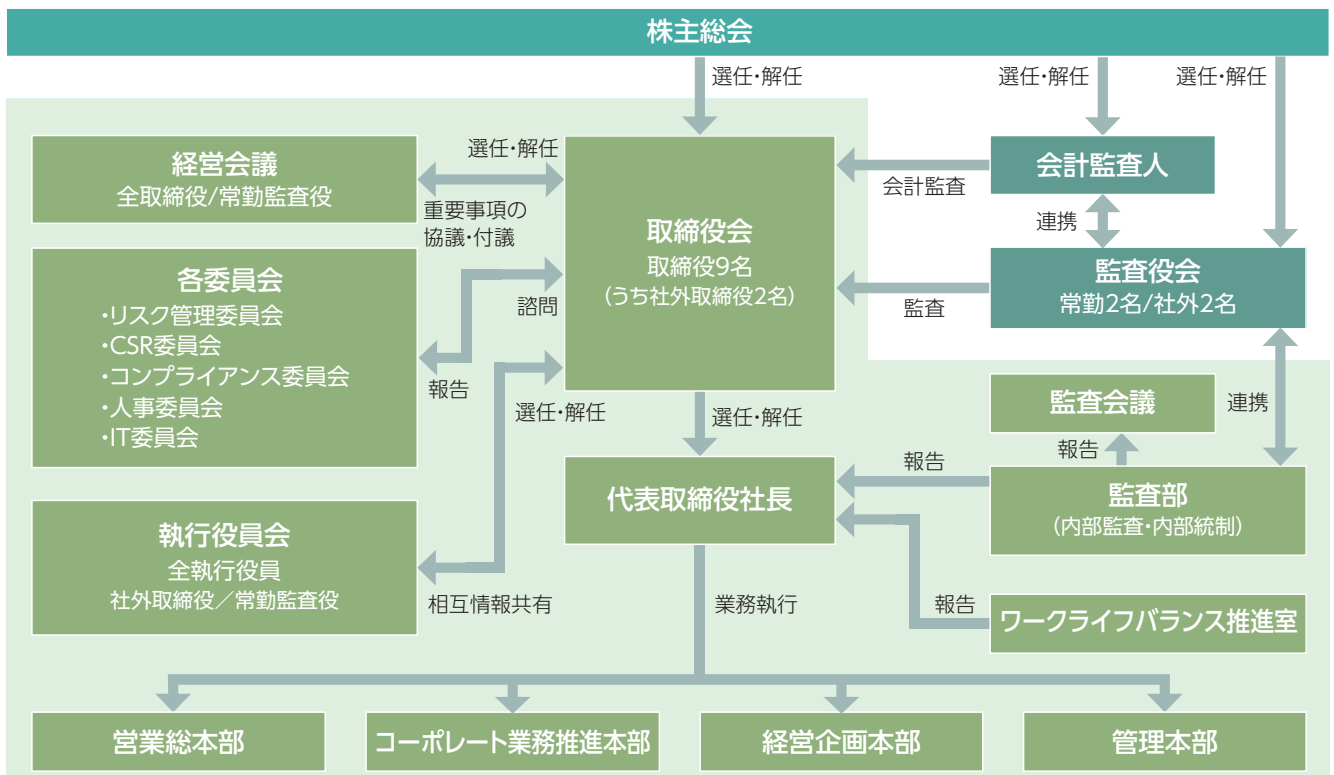 株主総会
選任・解任
選任・解任
選任・解任
経営会議
全取締役/常勤監査役
選任・解任
重要事項の
協議・付議
取締役会
取締役9名
(うち社外取締役2名)
会計監査
会計監査人
連携
監査役会
常勤2名/社外2名
監査
各委員会
・リスク管理委員会
・CSR委員会
・コンプライアンス委員会
・人事委員会
・IT委員会
諮問
報告
選任・解任
選任・解任
監査会議
連携
報告
報告
監査部
(内部監査・内部統制)
代表取締役社長
執行役員会
全執行役員
社外取締役／常勤監査役
相互情報共有
業務執行
報告
ワークライフバランス推進室
営業総本部
コーポレート業務推進本部
経営企画本部
管理本部